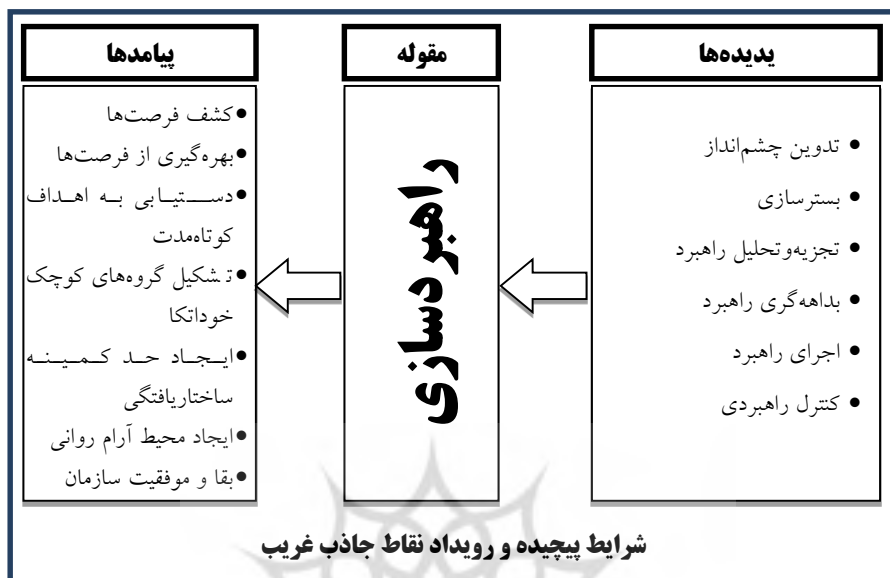 پدیده‌ها
تدوین چشم‌انداز
بسترسازی
تجزیه‌وتحلیل راهبرد
بداهه‌گری راهبرد
اجرای راهبرد
کنترل راهبردی
مقوله
راهبردسازی
پیامدها
کشف فرصت‌ها
بهره‌گیری از فرصت‌ها
دستیابی به اهداف
کوتاه‌مدت
تشکیل گروه‌های کوچک
خوداتکا
ایجاد حد کمینه
ساختاریافتگی
ایجاد محیط آرام روانی
بقا و موفقیت سازمان
شرایط پیچیده و رویداد نقاط جاذب غریب